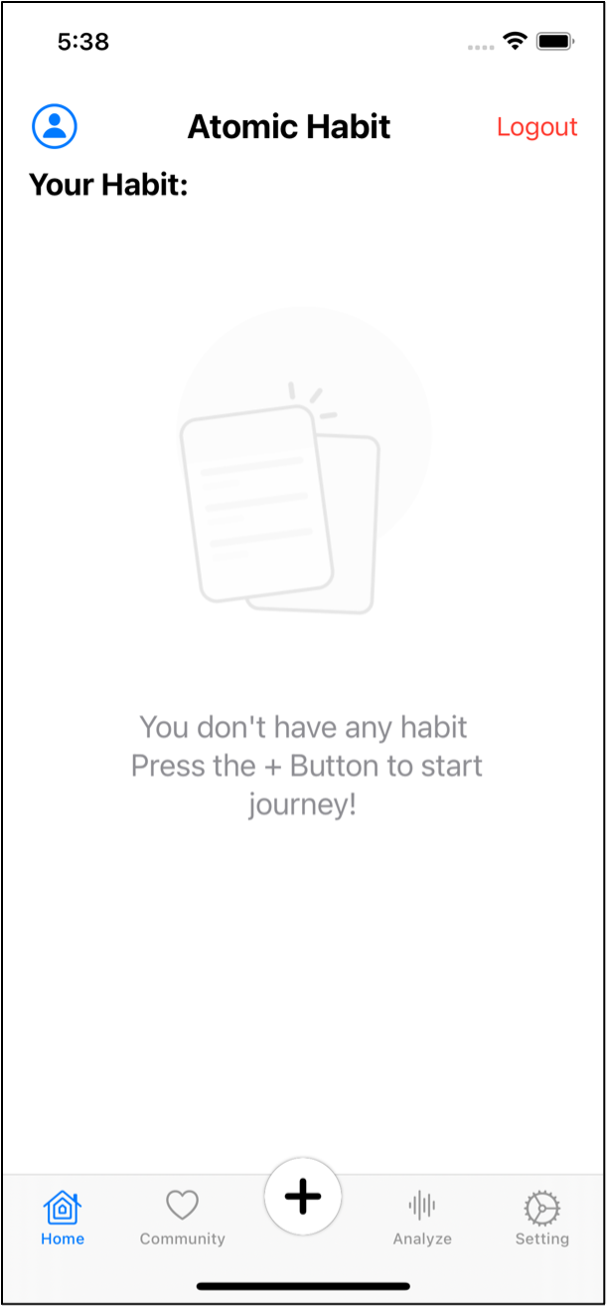 5:38
Atomic Habit
Logout
Your Habit:
You don't have any habit
Press the + Button to start
journey!
Home
Community
Analyze
Setting